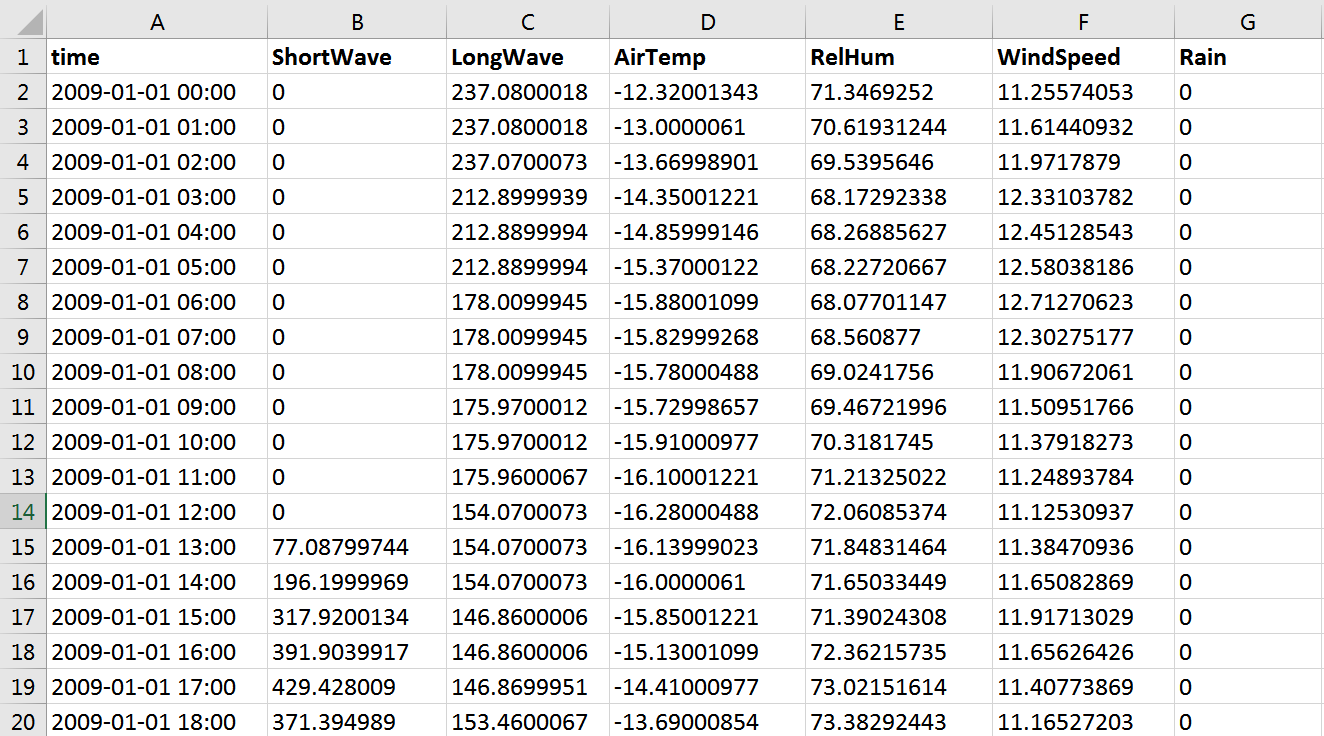 A B C D E F G
1 time ShortWave LongWave AirTemp RelHum WindSpeed Rain
2 2009-01-01 00:00 0 237.0800018 -12.32001343 71.3469252 11.25574053 0
3 2009-01-01 01:00 0 237.0800018 -13.0000061 70.61931244 11.61440932 0
4 2009-01-01 02:00 0 237.0700073 -13.66998901 69.5395646 11.9717879 0
5 2009-01-01 03:00 0 212.8999939 -14.35001221 68.17292338 12.33103782 0
6 2009-01-01 04:00 0 212.8899994 -14.85999146 68.26885627 12.45128543 0
7 2009-01-01 05:00 0 212.8899994 -15.37000122 68.22720667 12.58038186 0
8 2009-01-01 06:00 0 178.0099945 -15.88001099 68.07701147 12.71270623 0
9 2009-01-01 07:00 0 178.0099945 -15.82999268 68.560877 12.30275177 0
10 2009-01-01 08:00 0 178.0099945 -15.78000488 69.0241756 11.90672061 0
11 2009-01-01 09:00 0 175.9700012 -15.72998657 69.46721996 11.50951766 0
12 2009-01-01 10:00 0 175.9700012 -15.91000977 70.3181745 11.37918273 0
13 2009-01-01 11:00 0 175.9600067 -16.10001221 71.21325022 11.24893784 0
14 2009-01-01 12:00 0 154.0700073 -16.28000488 72.06085374 11.12530937 0
15 2009-01-01 13:00 77.08799744 154.0700073 -16.13999023 71.84831464 11.38470936 0
16 2009-01-01 14:00 196.1999969 154.0700073 -16.0000061 71.65033449 11.65082869 0
17 2009-01-01 15:00 317.9200134 146.8600006 -15.85001221 71.39024308 11.91713029 0
18 2009-01-01 16:00 391.9039917 146.8600006 -15.13001099 72.36215735 11.65626426 0
19 2009-01-01 17:00 429.428009 146.8699951 -14.41000977 73.02151614 11.40773869 0
20 2009-01-01 18:00 371.394989 153.4600067 -13.69000854 73.38292443 11.16527203 0